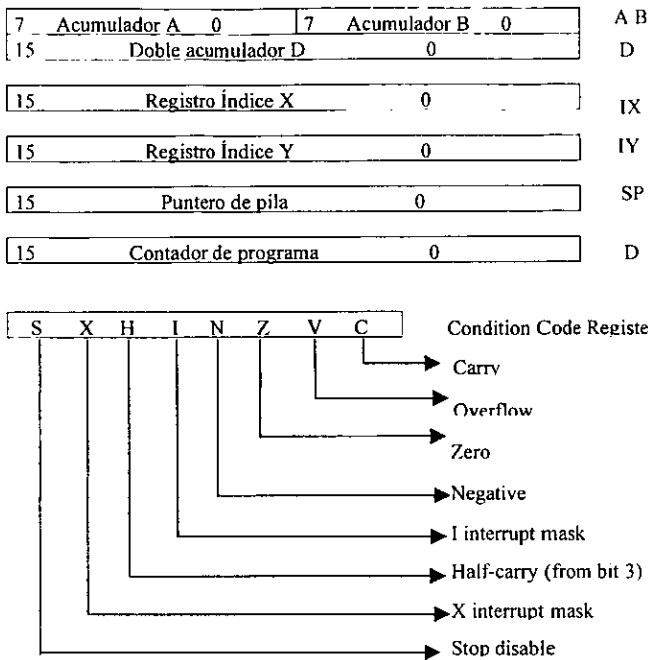 7 Acumulador A 0 7 Acumulador B 0 A B
15 Doble acumulador D 0 D
15 Registro Índice X 0 IX
15 Registro Índice Y 0 IY
15 Puntero de pila 0 SP
15 Contador de programa 0 D
S X H I N Z V C Condition Code Registe
Carry
Overflow
Zero
Negative
I interrupt mask
Half-carry (from bit 3)
X interrupt mask
Stop disable